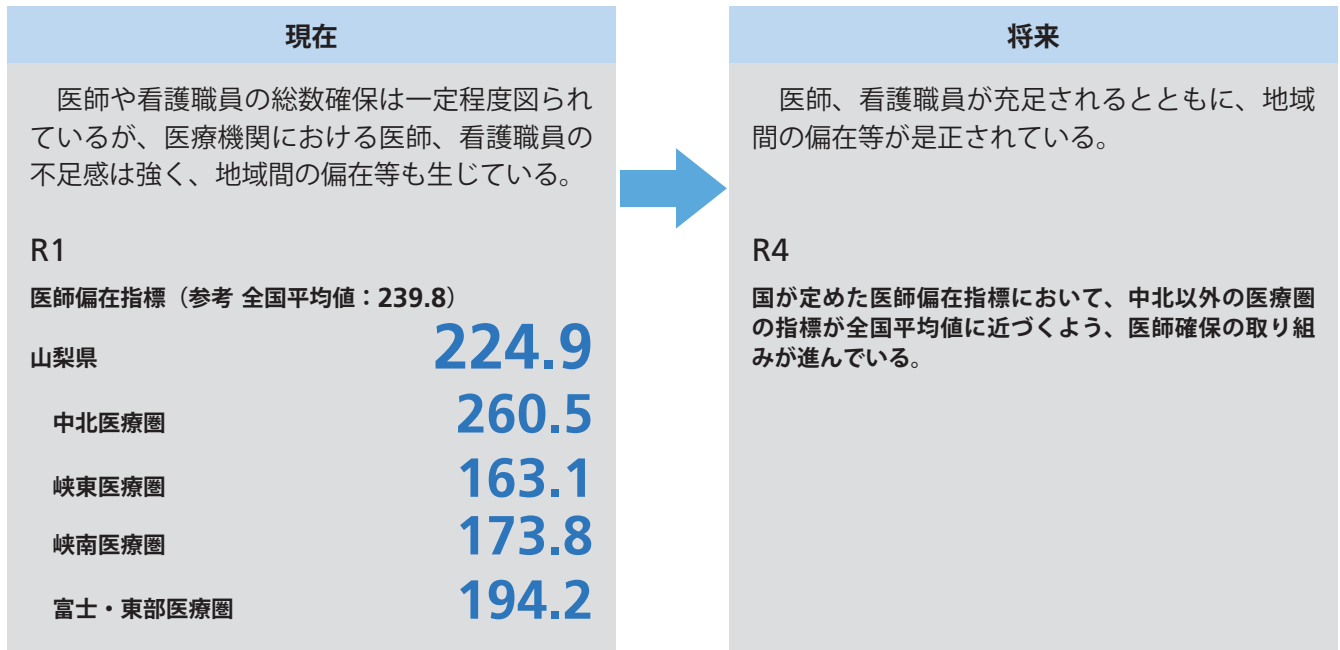 現在
医師や看護職員の総数確保は一定程度図られ
ているが、医療機関における医師、看護職員の
不足感は強く、地域間の偏在等も生じている。
R1
医師偏在指標（参考 全国平均値：239.8）
山梨県 224.9
中北医療圏 260.5
峡東医療圏 163.1
峡南医療圏 173.8
富士・東部医療圏 194.2
将来
医師、看護職員が充足されるとともに、地域
間の偏在等が是正されている。
R4
国が定めた医師偏在指標において、中北以外の医療圏
の指標が全国平均値に近づくよう、医師確保の取り組
みが進んでいる。